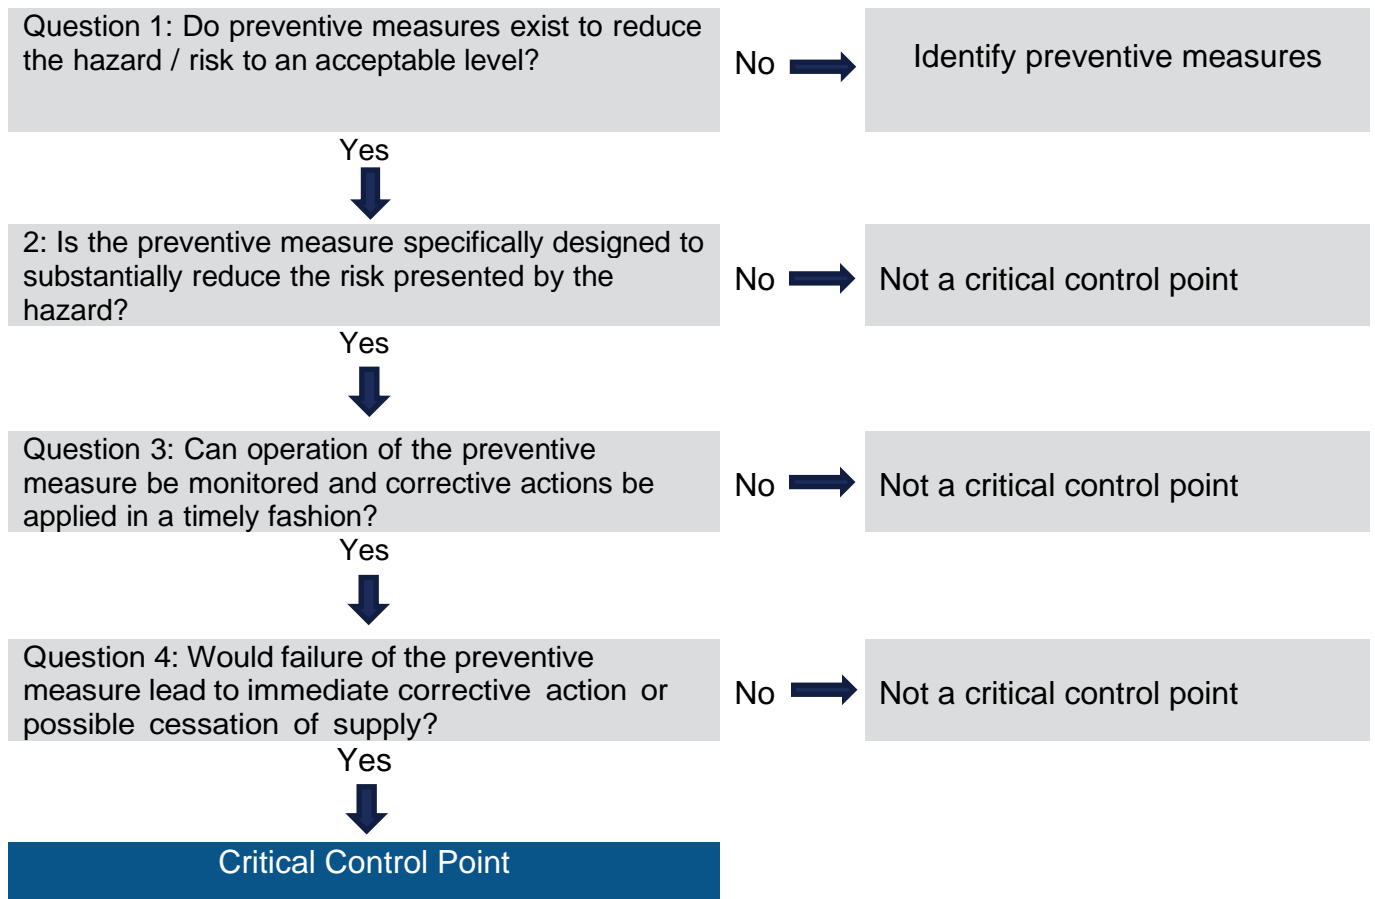 Question 1: Do preventive measures exist to reduce
the hazard / risk to an acceptable level?
No
Identify preventive measures
Yes
2: Is the preventive measure specifically designed to
substantially reduce the risk presented by the
hazard?
No
Not a critical control point
Yes
Question 3: Can operation of the preventive
measure be monitored and corrective actions be
applied in a timely fashion?
No
Not a critical control point
Yes
Question 4: Would failure of the preventive
measure lead to immediate corrective action or
possible cessation of supply?
No
Not a critical control point
Yes
Critical Control Point